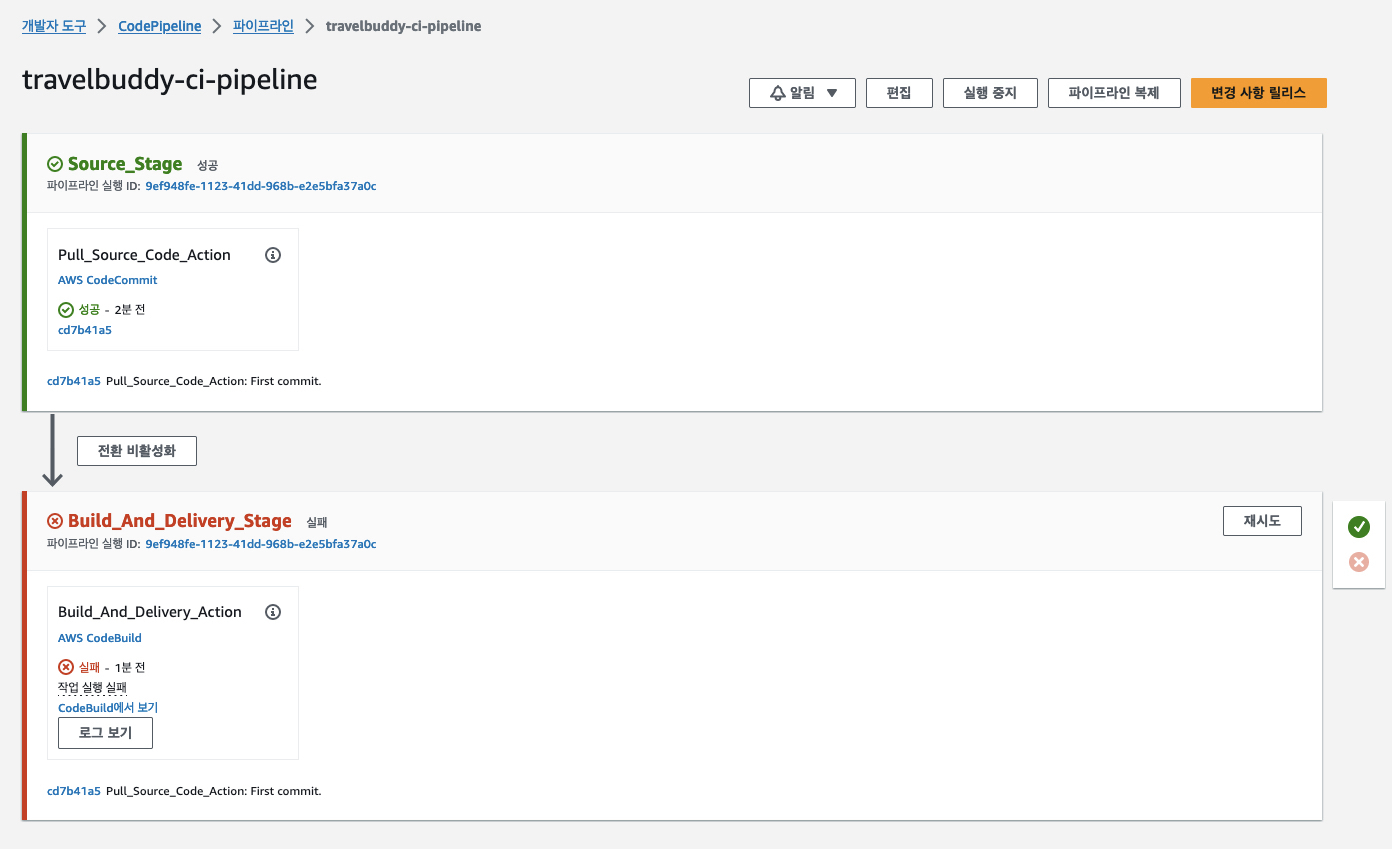 개발자 도구 > CodePipeline > 파이프라인 > travelbuddy-ci-pipeline
travelbuddy-ci-pipeline
알림 ▼ 편집 실행 중지 파이프라인 복제 변경 사항 릴리스
Source_Stage 성공
파이프라인 실행 ID: 9ef948fe-1123-41dd-968b-e2e5bfa37a0c
Pull_Source_Code_Action
AWS CodeCommit
성공 - 2분 전
cd7b41a5
cd7b41a5 Pull_Source_Code_Action: First commit.
전환 비활성화
Build_And_Delivery_Stage 실패
재시도
파이프라인 실행 ID: 9ef948fe-1123-41dd-968b-e2e5bfa37a0c
Build_And_Delivery_Action
AWS CodeBuild
실패 - 1분 전
작업 실행 실패
CodeBuild에서 보기
로그 보기
cd7b41a5 Pull_Source_Code_Action: First commit.